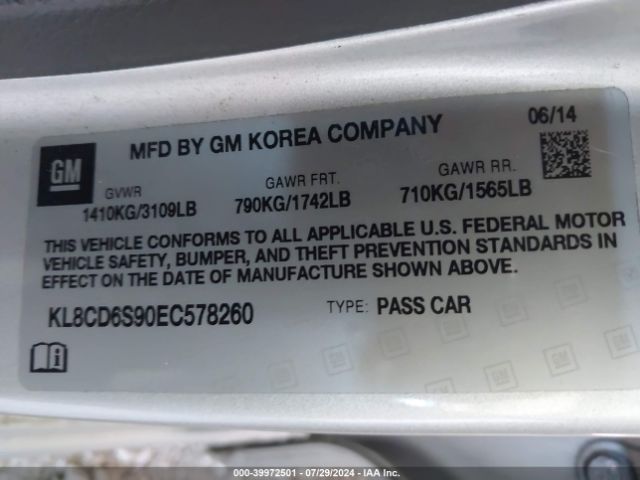 MFD BY GM KOREA COMPANY
06/14
GM
GVWR
1410KG/3109LB
GAWR FRT.
790KG/1742LB
GAWR RR.
710KG/1565LB
THIS VEHICLE CONFORMS TO ALL APPLICABLE U.S. FEDERAL MOTOR
VEHICLE SAFETY, BUMPER, AND THEFT PREVENTION STANDARDS IN
EFFECT ON THE DATE OF MANUFACTURE SHOWN ABOVE.
KL8CD6S90EC578260
TYPE: PASS CAR
000-39972501 - 07/29/2024 - IAA Inc.